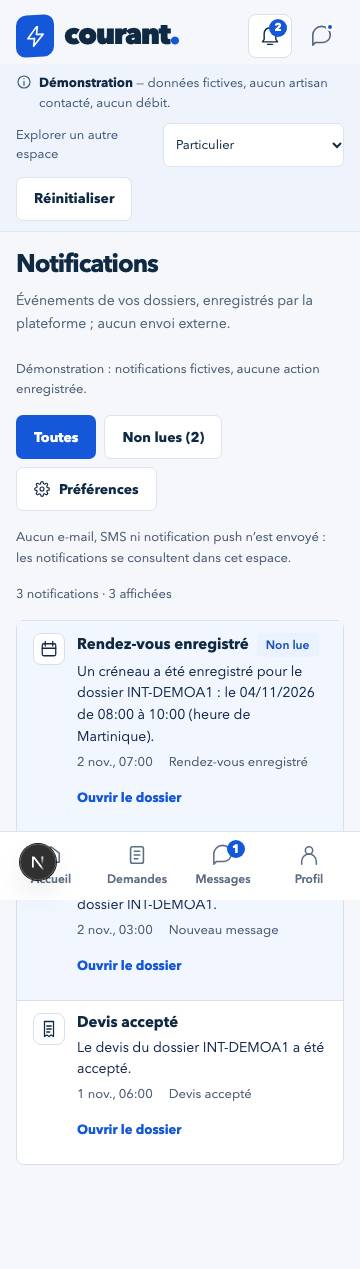 courant.
2
Démonstration — données fictives, aucun artisan
contacté, aucun débit.
Explorer un autre
espace
Particulier
Réinitialiser
Notifications
Événements de vos dossiers, enregistrés par la
plateforme ; aucun envoi externe.
Démonstration : notifications fictives, aucune action
enregistrée.
Toutes
Non lues (2)
Préférences
Aucun e-mail, SMS ni notification push n’est envoyé :
les notifications se consultent dans cet espace.
3 notifications · 3 affichées
Rendez-vous enregistré Non lue
Un créneau a été enregistré pour le
dossier INT-DEMOA1 : le 04/11/2026
de 08:00 à 10:00 (heure de
Martinique).
2 nov., 07:00 Rendez-vous enregistré
Ouvrir le dossier
N
1
Accueil Demandes Messages Profil
dossier INT-DEMOA1.
2 nov., 03:00 Nouveau message
Ouvrir le dossier
Devis accepté
Le devis du dossier INT-DEMOA1 a été
accepté.
1 nov., 06:00 Devis accepté
Ouvrir le dossier